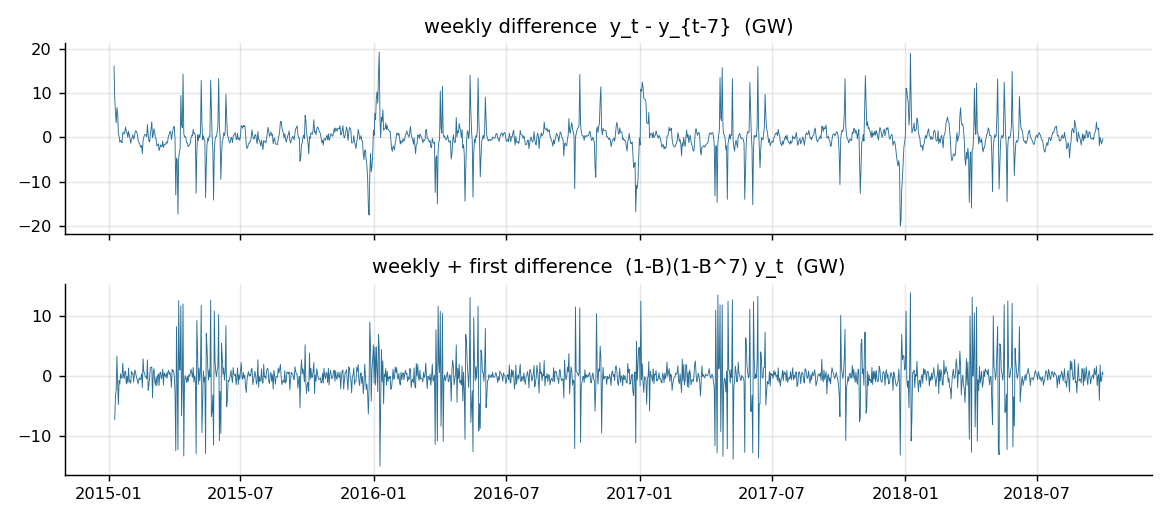 weekly difference  y_t - y_{t-7}  (GW)
20
10
0
−10
−20
weekly + first difference  (1-B)(1-B^7) y_t  (GW)
10
0
−10
2015-01 2015-07 2016-01 2016-07 2017-01 2017-07 2018-01 2018-07